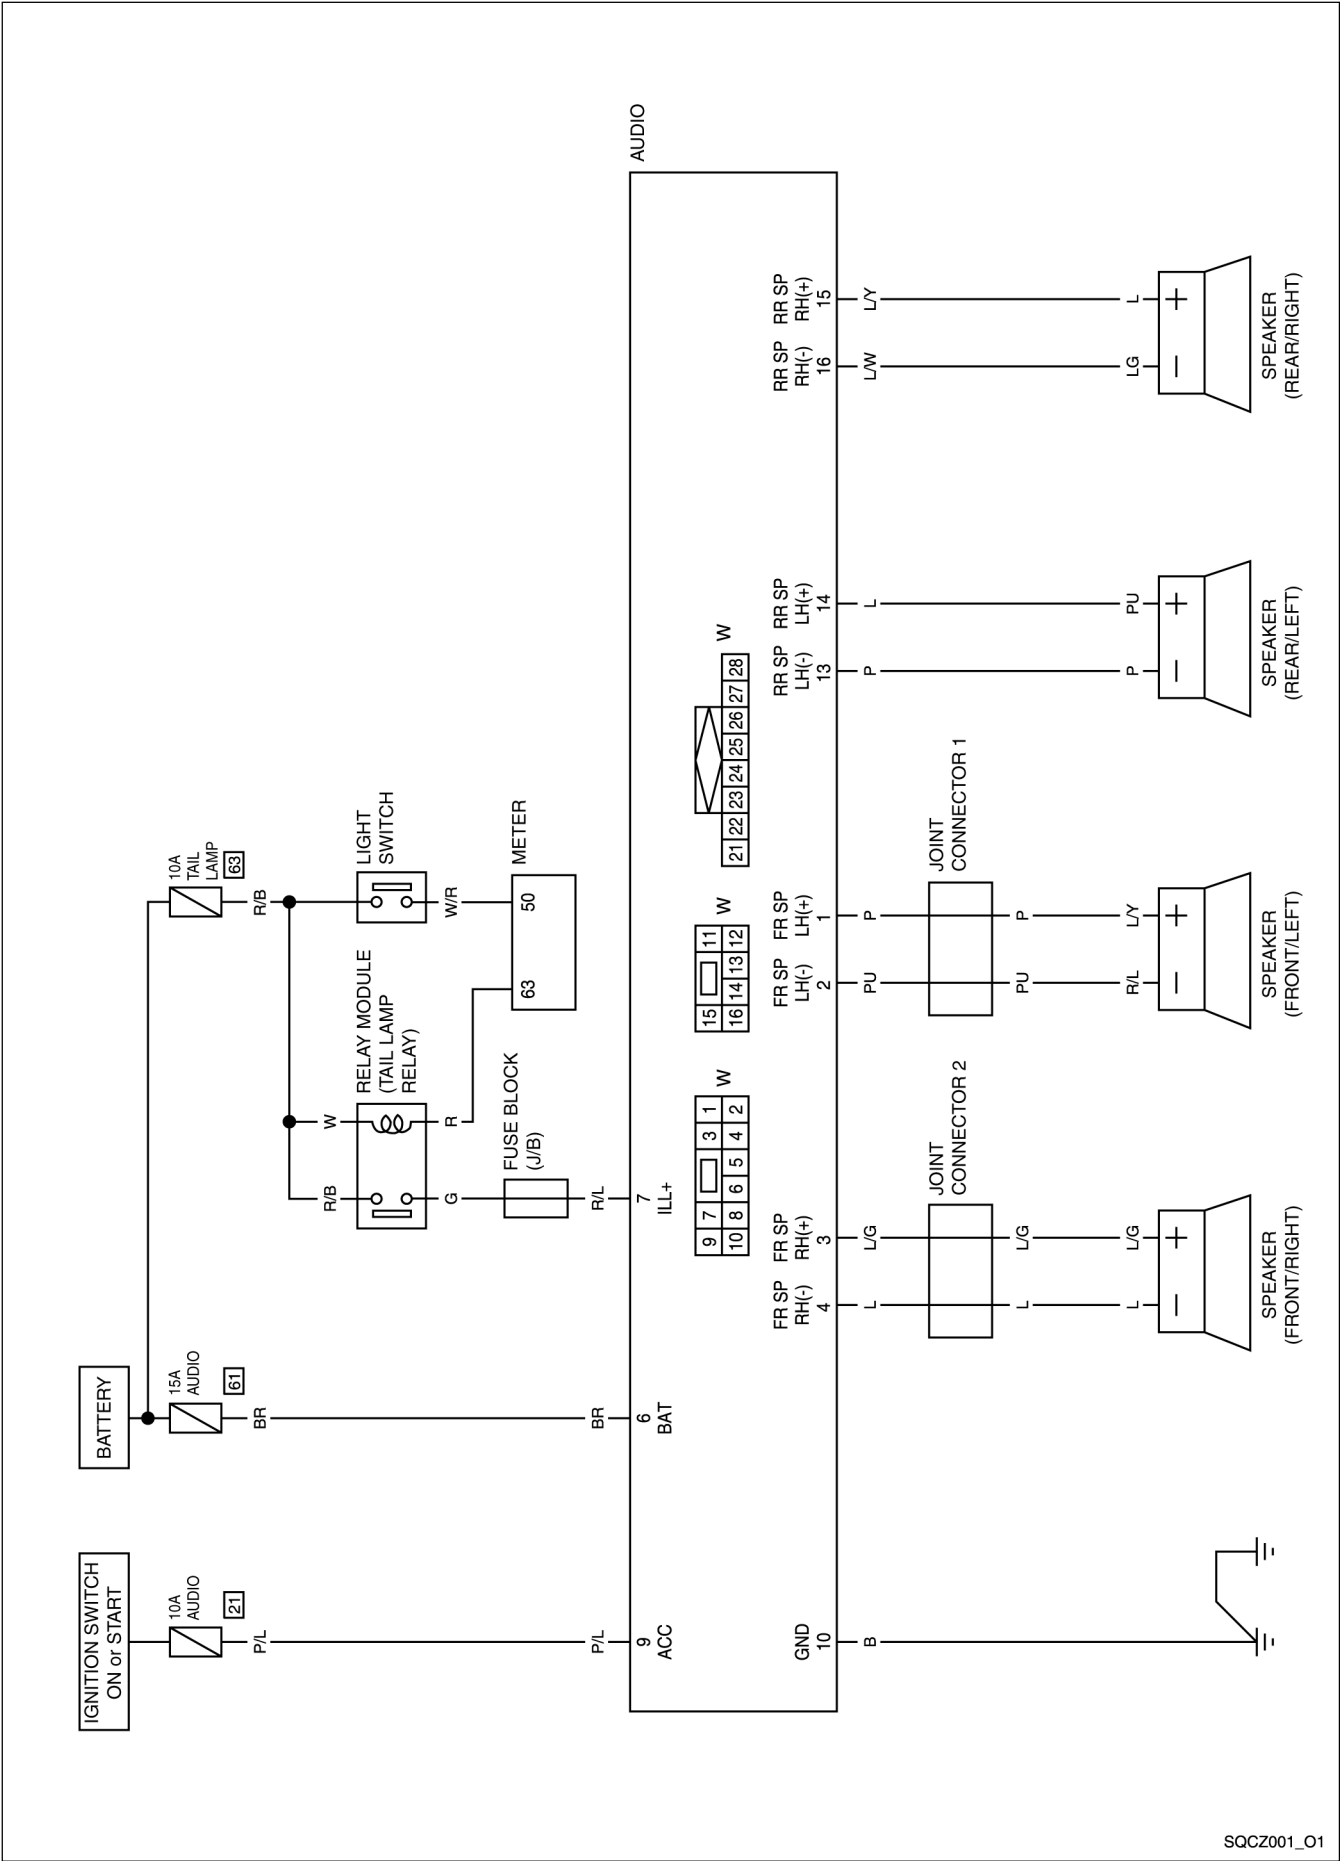 IGNITION SWITCH
ON or START
BATTERY
10A
AUDIO
21
15A
AUDIO
61
10A
TAIL
LAMP
63
P/L
BR
R/B
R/B
W
RELAY MODULE
(TAIL LAMP
RELAY)
LIGHT
SWITCH
G
R
W/R
FUSE BLOCK
(J/B)
63
50
METER
P/L
BR
R/L
9
ACC
6
BAT
7
ILL+
AUDIO
9 7 3 1
10 8 6 5 4 2
W
15 11
16 14 13 12
W
21 22 23 24 25 26 27 28
W
GND
10
FR SP
RH(-)
4
FR SP
RH(+)
3
FR SP
LH(-)
2
FR SP
LH(+)
1
RR SP
LH(-)
13
RR SP
LH(+)
14
RR SP
RH(-)
16
RR SP
RH(+)
15
B
L
L/G
PU
P
P
L
L/W
L/Y
JOINT
CONNECTOR 2
JOINT
CONNECTOR 1
L
L/G
PU
P
L
L/G
R/L
L/Y
P
PU
LG
L
SPEAKER
(FRONT/RIGHT)
SPEAKER
(FRONT/LEFT)
SPEAKER
(REAR/LEFT)
SPEAKER
(REAR/RIGHT)
SQCZ001_O1